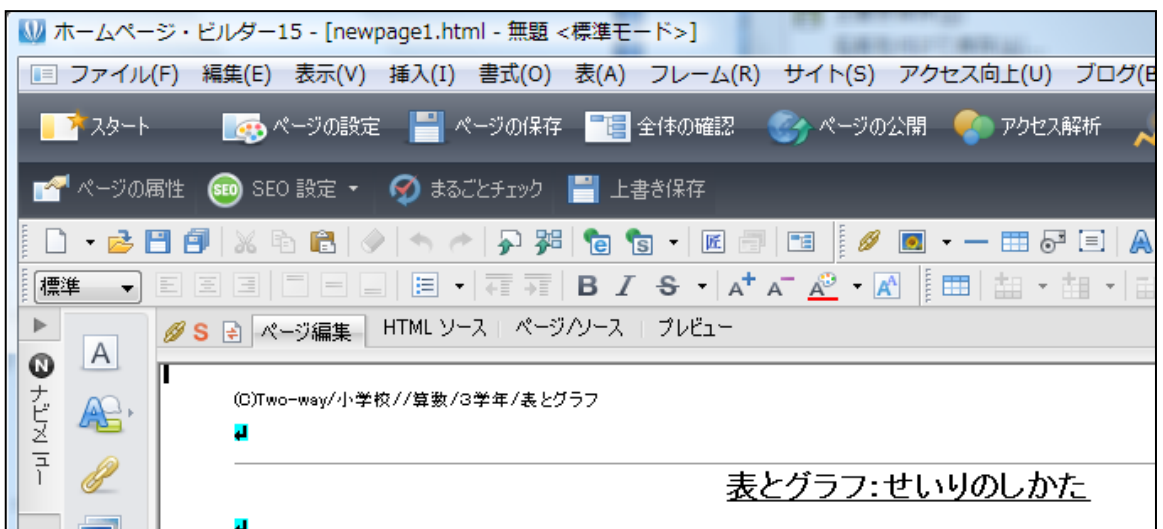 ホームページ・ビルダー15 - [newpage1.html - 無題 <標準モード>]
ファイル(F) 編集(E) 表示(V) 挿入(I) 書式(O) 表(A) フレーム(R) サイト(S) アクセス向上(U) ブログ(B
スタート ページの設定 ページの保存 全体の確認 ページの公開 アクセス解析
ページの属性 SEO SEO 設定 まるごとチェック 上書き保存
標準 B I S A+ A- A A
ページ編集 HTML ソース ページ/ソース プレビュー
ナビメニュー
(C)Two-way/小学校//算数/3学年/表とグラフ
表とグラフ:せいりのしかた